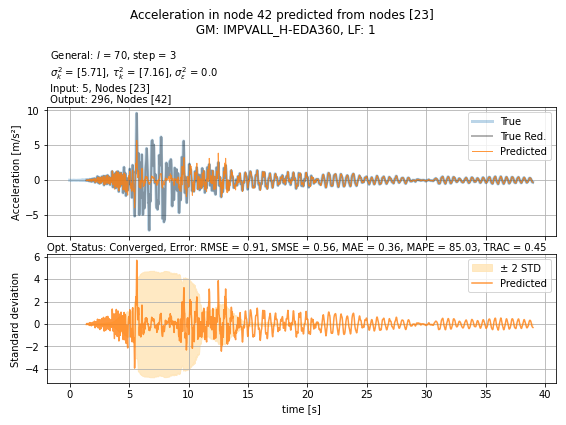 Acceleration in node 42 predicted from nodes [23]
GM: IMPVALL_H-EDA360, LF: 1
General: l = 70, step = 3
σ²ₖ = [5.71], τ²ₖ = [7.16], σ²ε = 0.0
Input: 5, Nodes [23]
Output: 296, Nodes [42]
Acceleration [m/s²]
10
5
0
−5
True
True Red.
Predicted
Opt. Status: Converged, Error: RMSE = 0.91, SMSE = 0.56, MAE = 0.36, MAPE = 85.03, TRAC = 0.45
Standard deviation
6
4
2
0
−2
−4
± 2 STD
Predicted
0 5 10 15 20 25 30 35 40
time [s]